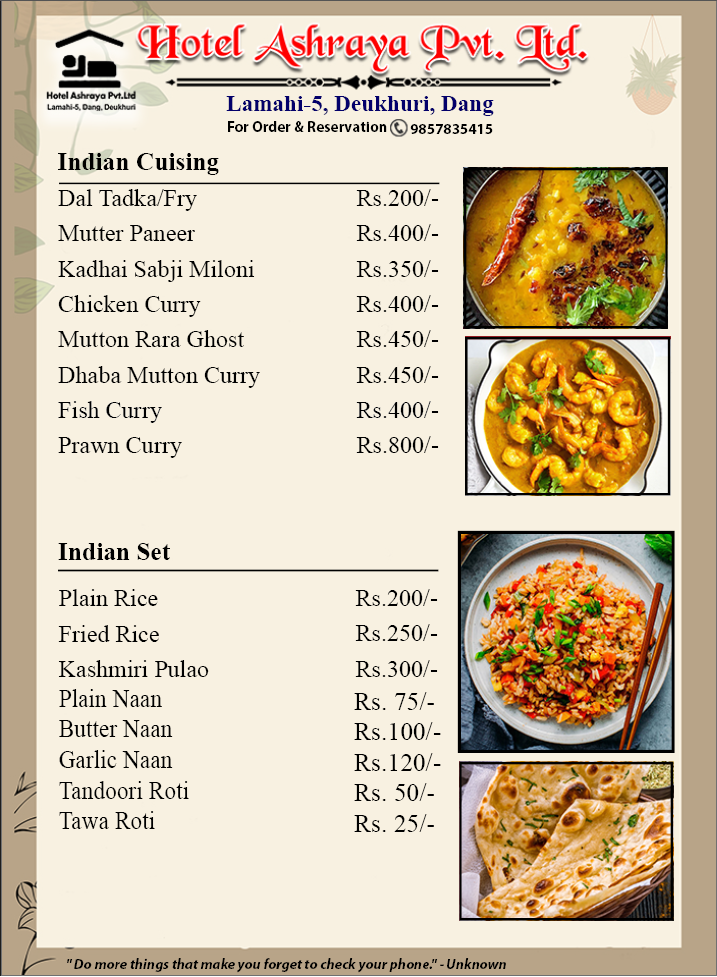 Hotel Ashraya Pvt. Ltd.
Hotel Ashraya Pvt.Ltd
Lamahi-5, Dang, Deukhuri
Lamahi-5, Deukhuri, Dang
For Order & Reservation 9857835415
Indian Cuising
Dal Tadka/Fry Rs.200/-
Mutter Paneer Rs.400/-
Kadhai Sabji Miloni Rs.350/-
Chicken Curry Rs.400/-
Mutton Rara Ghost Rs.450/-
Dhaba Mutton Curry Rs.450/-
Fish Curry Rs.400/-
Prawn Curry Rs.800/-
Indian Set
Plain Rice Rs.200/-
Fried Rice Rs.250/-
Kashmiri Pulao Rs.300/-
Plain Naan Rs. 75/-
Butter Naan Rs.100/-
Garlic Naan Rs.120/-
Tandoori Roti Rs. 50/-
Tawa Roti Rs. 25/-
" Do more things that make you forget to check your phone." - Unknown